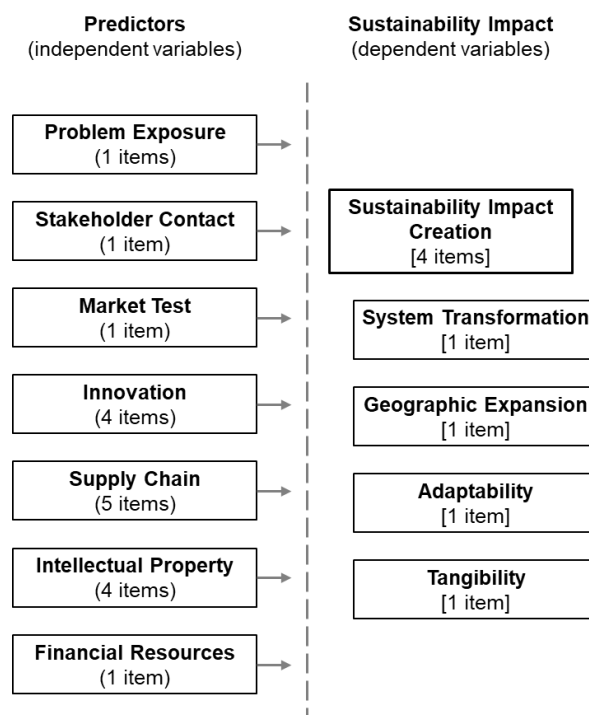 Predictors
(independent variables)
Problem Exposure
(1 items)
Stakeholder Contact
(1 item)
Market Test
(1 item)
Innovation
(4 items)
Supply Chain
(5 items)
Intellectual Property
(4 items)
Financial Resources
(1 item)
Sustainability Impact
(dependent variables)
Sustainability Impact
Creation
[4 items]
System Transformation
[1 item]
Geographic Expansion
[1 item]
Adaptability
[1 item]
Tangibility
[1 item]